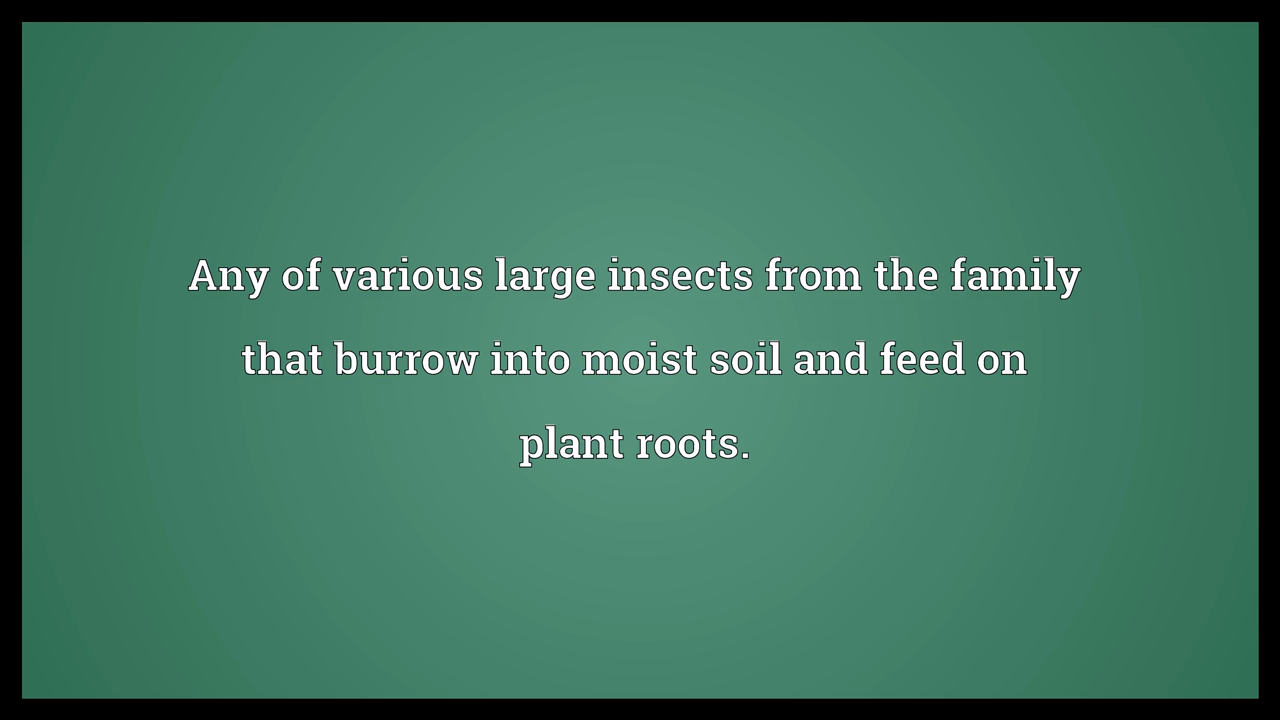 Any of various large insects from the family
that burrow into moist soil and feed on
plant roots.